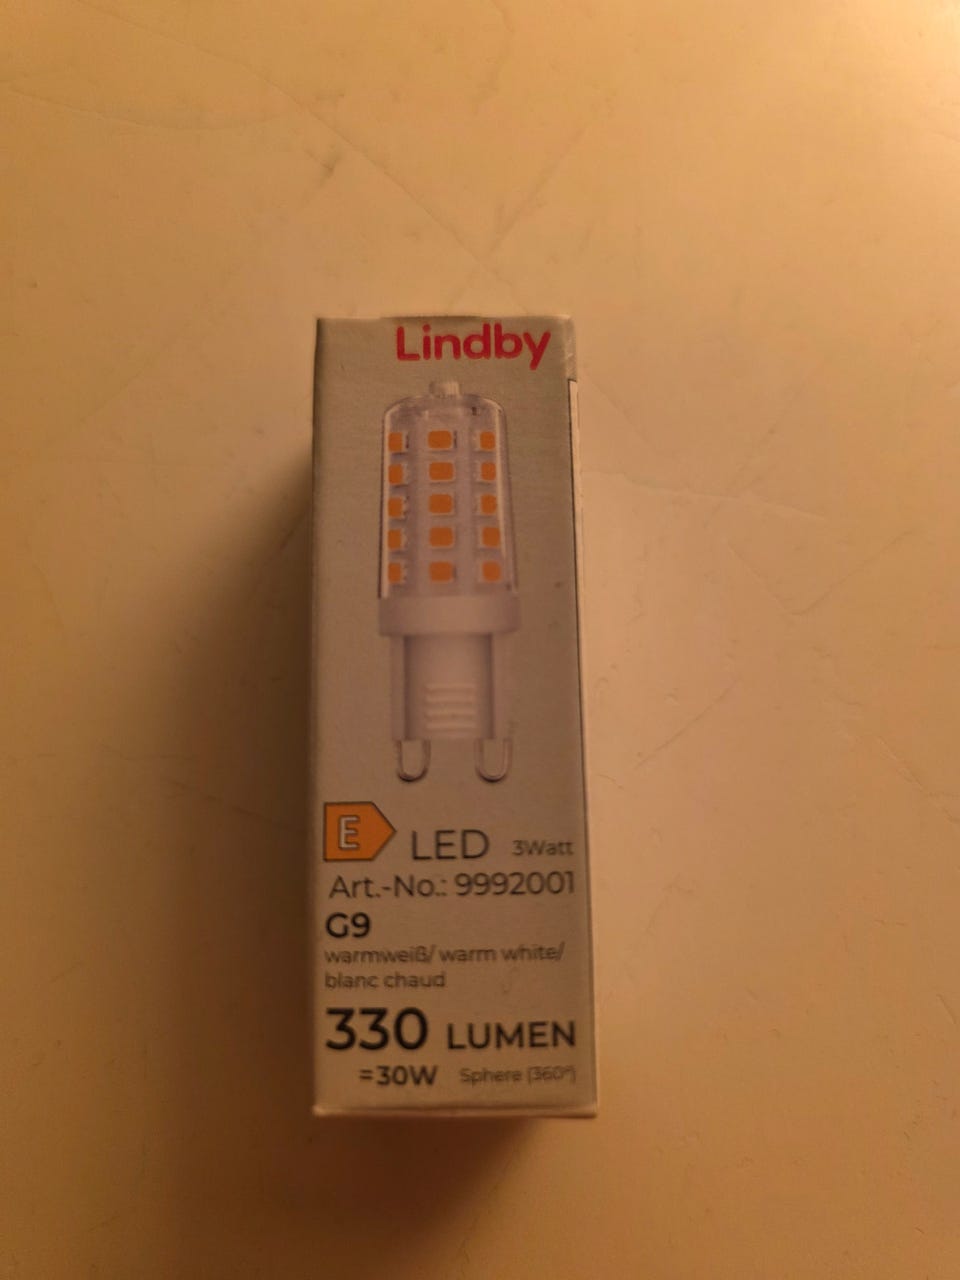 Lindby
E LED 3Watt
Art.-No.: 9992001
G9
warmweiß/ warm white/
blanc chaud
330 LUMEN
=30W Sphere (360°)